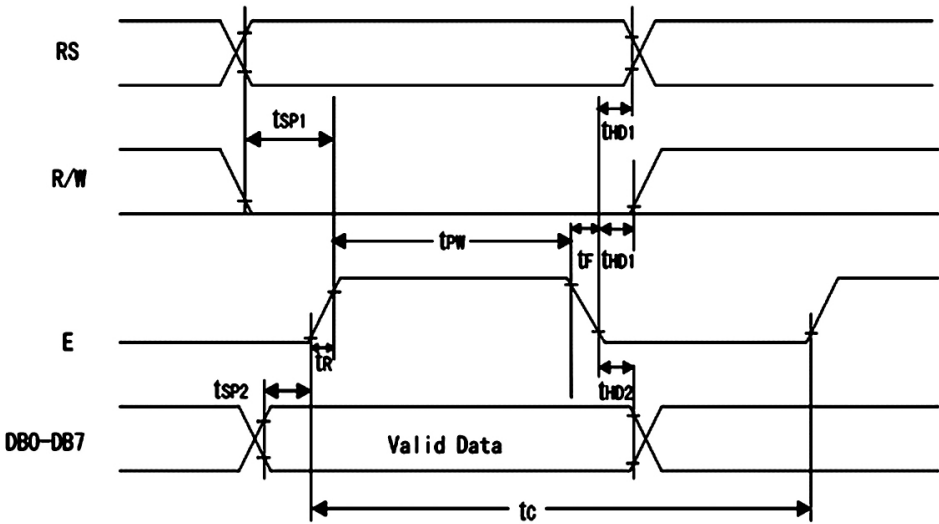 RS
tSP1
tHD1
R/W
tPW
tF
tHD1
E
tR
tSP2
tHD2
DB0-DB7
Valid Data
tC